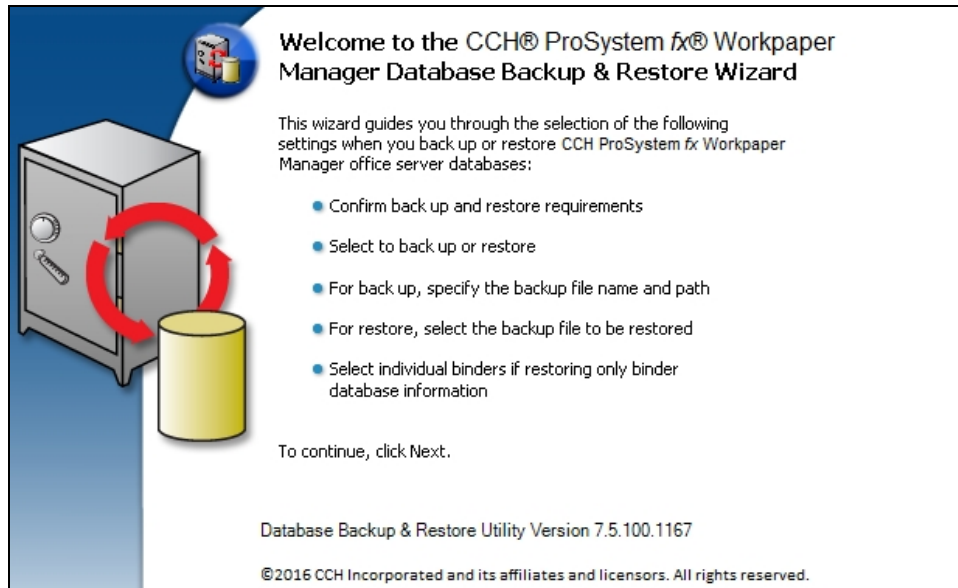 Welcome to the CCH® ProSystem fx® Workpaper
Manager Database Backup & Restore Wizard
This wizard guides you through the selection of the following
settings when you back up or restore CCH ProSystem fx Workpaper
Manager office server databases:
Confirm back up and restore requirements
Select to back up or restore
For back up, specify the backup file name and path
For restore, select the backup file to be restored
Select individual binders if restoring only binder
database information
To continue, click Next.
Database Backup & Restore Utility Version 7.5.100.1167
©2016 CCH Incorporated and its affiliates and licensors. All rights reserved.